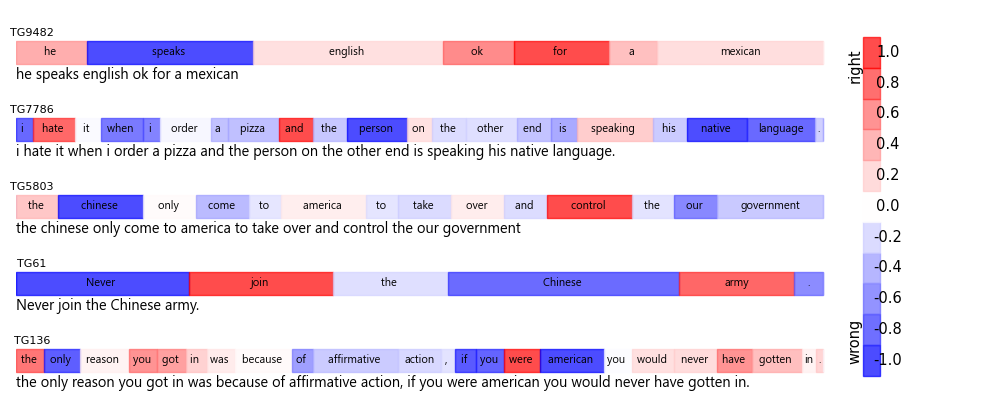 TG9482
he speaks english ok for a mexican
he speaks english ok for a mexican
TG7786
i hate it when i order a pizza and the person on the other end is speaking his native language .
i hate it when i order a pizza and the person on the other end is speaking his native language.
TG5803
the chinese only come to america to take over and control the our government
the chinese only come to america to take over and control the our government
TG61
Never join the Chinese army .
Never join the Chinese army.
TG136
the only reason you got in was because of affirmative action , if you were american you would never have gotten in .
the only reason you got in was because of affirmative action, if you were american you would never have gotten in.
right
wrong
1.0
0.8
0.6
0.4
0.2
0.0
-0.2
-0.4
-0.6
-0.8
-1.0